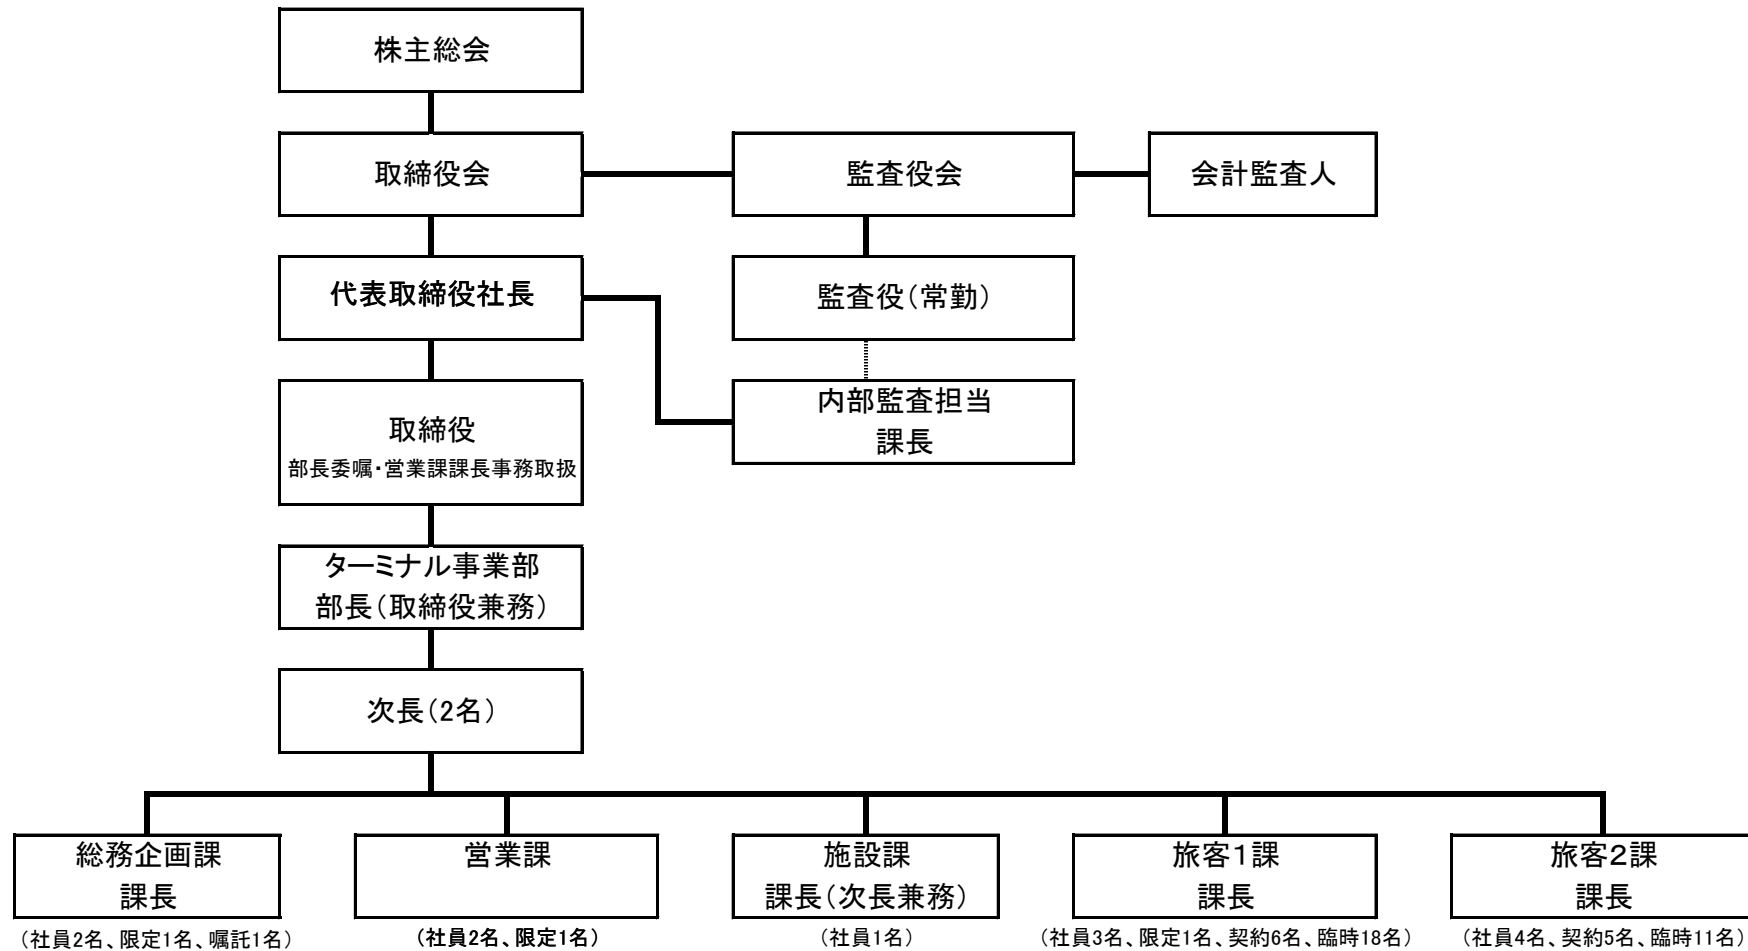 株主総会
取締役会
監査役会
会計監査人
代表取締役社長
監査役（常勤）
取締役
部長委嘱・営業課課長事務取扱
内部監査担当
課長
ターミナル事業部
部長（取締役兼務）
次長（2名）
総務企画課
課長
営業課
施設課
課長（次長兼務）
旅客１課
課長
旅客２課
課長
（社員2名、限定1名、嘱託1名）
（社員2名、限定1名）
（社員1名）
（社員3名、限定1名、契約6名、臨時18名）
（社員4名、契約5名、臨時11名）